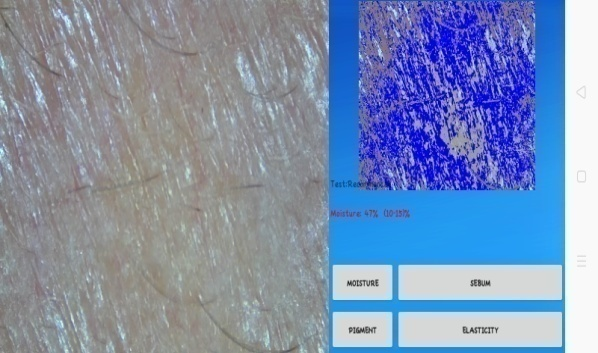 Moisture: 47%
MOISTURE
SEBUM
PIGMENT
ELASTICITY